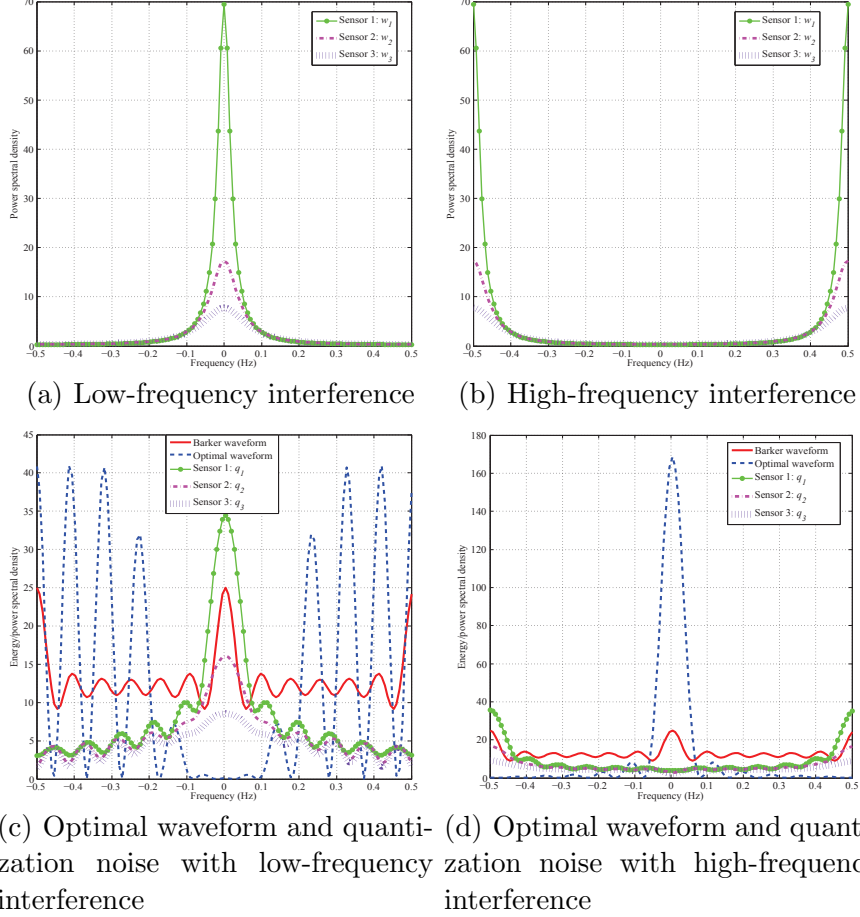 70
60
50
40
30
20
10
0
Power spectral density
Sensor 1: w1
Sensor 2: w2
Sensor 3: w3
−0.5 −0.4 −0.3 −0.2 −0.1 0 0.1 0.2 0.3 0.4 0.5
Frequency (Hz)
(a) Low-frequency interference
70
60
50
40
30
20
10
0
Power spectral density
Sensor 1: w1
Sensor 2: w2
Sensor 3: w3
−0.5 −0.4 −0.3 −0.2 −0.1 0 0.1 0.2 0.3 0.4 0.5
Frequency (Hz)
(b) High-frequency interference
45
40
35
30
25
20
15
10
5
0
Energy/power spectral density
Barker waveform
Optimal waveform
Sensor 1: q1
Sensor 2: q2
Sensor 3: q3
−0.5 −0.4 −0.3 −0.2 −0.1 0 0.1 0.2 0.3 0.4 0.5
Frequency (Hz)
(c) Optimal waveform and quanti-
zation noise with low-frequency
interference
180
160
140
120
100
80
60
40
20
0
Energy/power spectral density
Barker waveform
Optimal waveform
Sensor 1: q1
Sensor 2: q2
Sensor 3: q3
−0.5 −0.4 −0.3 −0.2 −0.1 0 0.1 0.2 0.3 0.4 0.5
Frequency (Hz)
(d) Optimal waveform and quant
zation noise with high-frequenc
interference